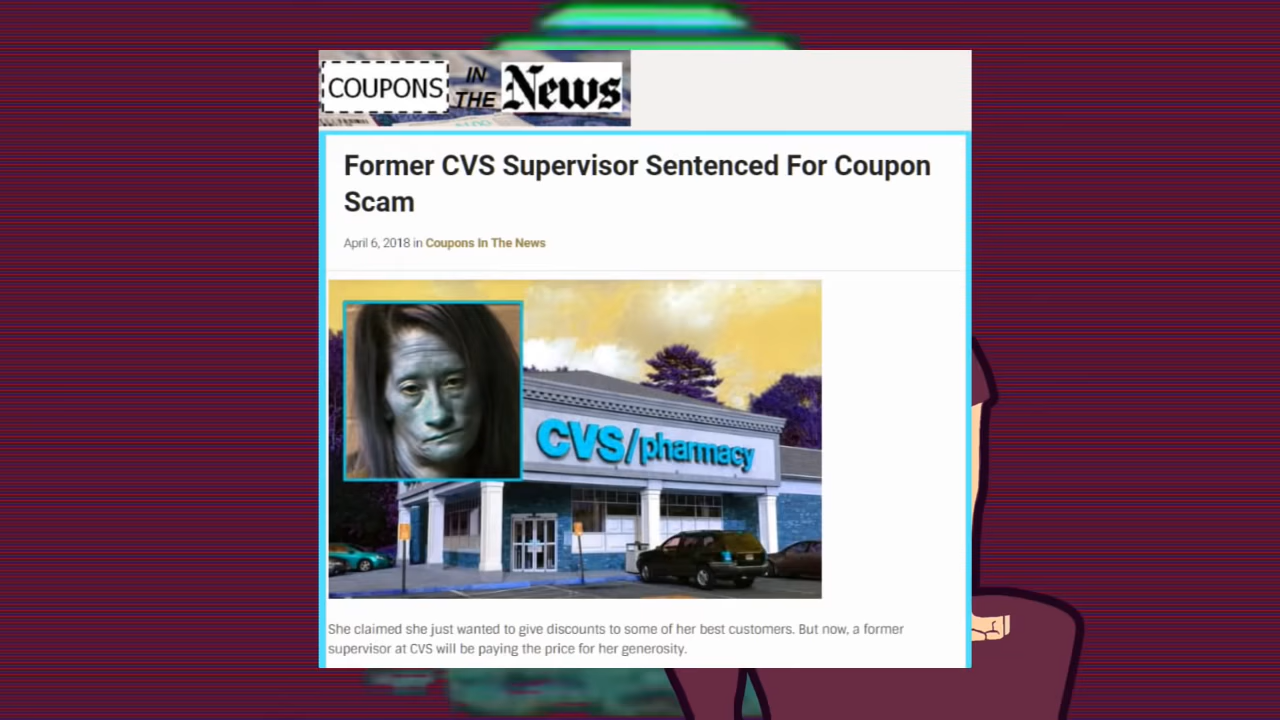 COUPONS IN THE News
Former CVS Supervisor Sentenced For Coupon
Scam
April 6, 2018 in Coupons In The News
CVS/pharmacy
She claimed she just wanted to give discounts to some of her best customers. But now, a former
supervisor at CVS will be paying the price for her generosity.